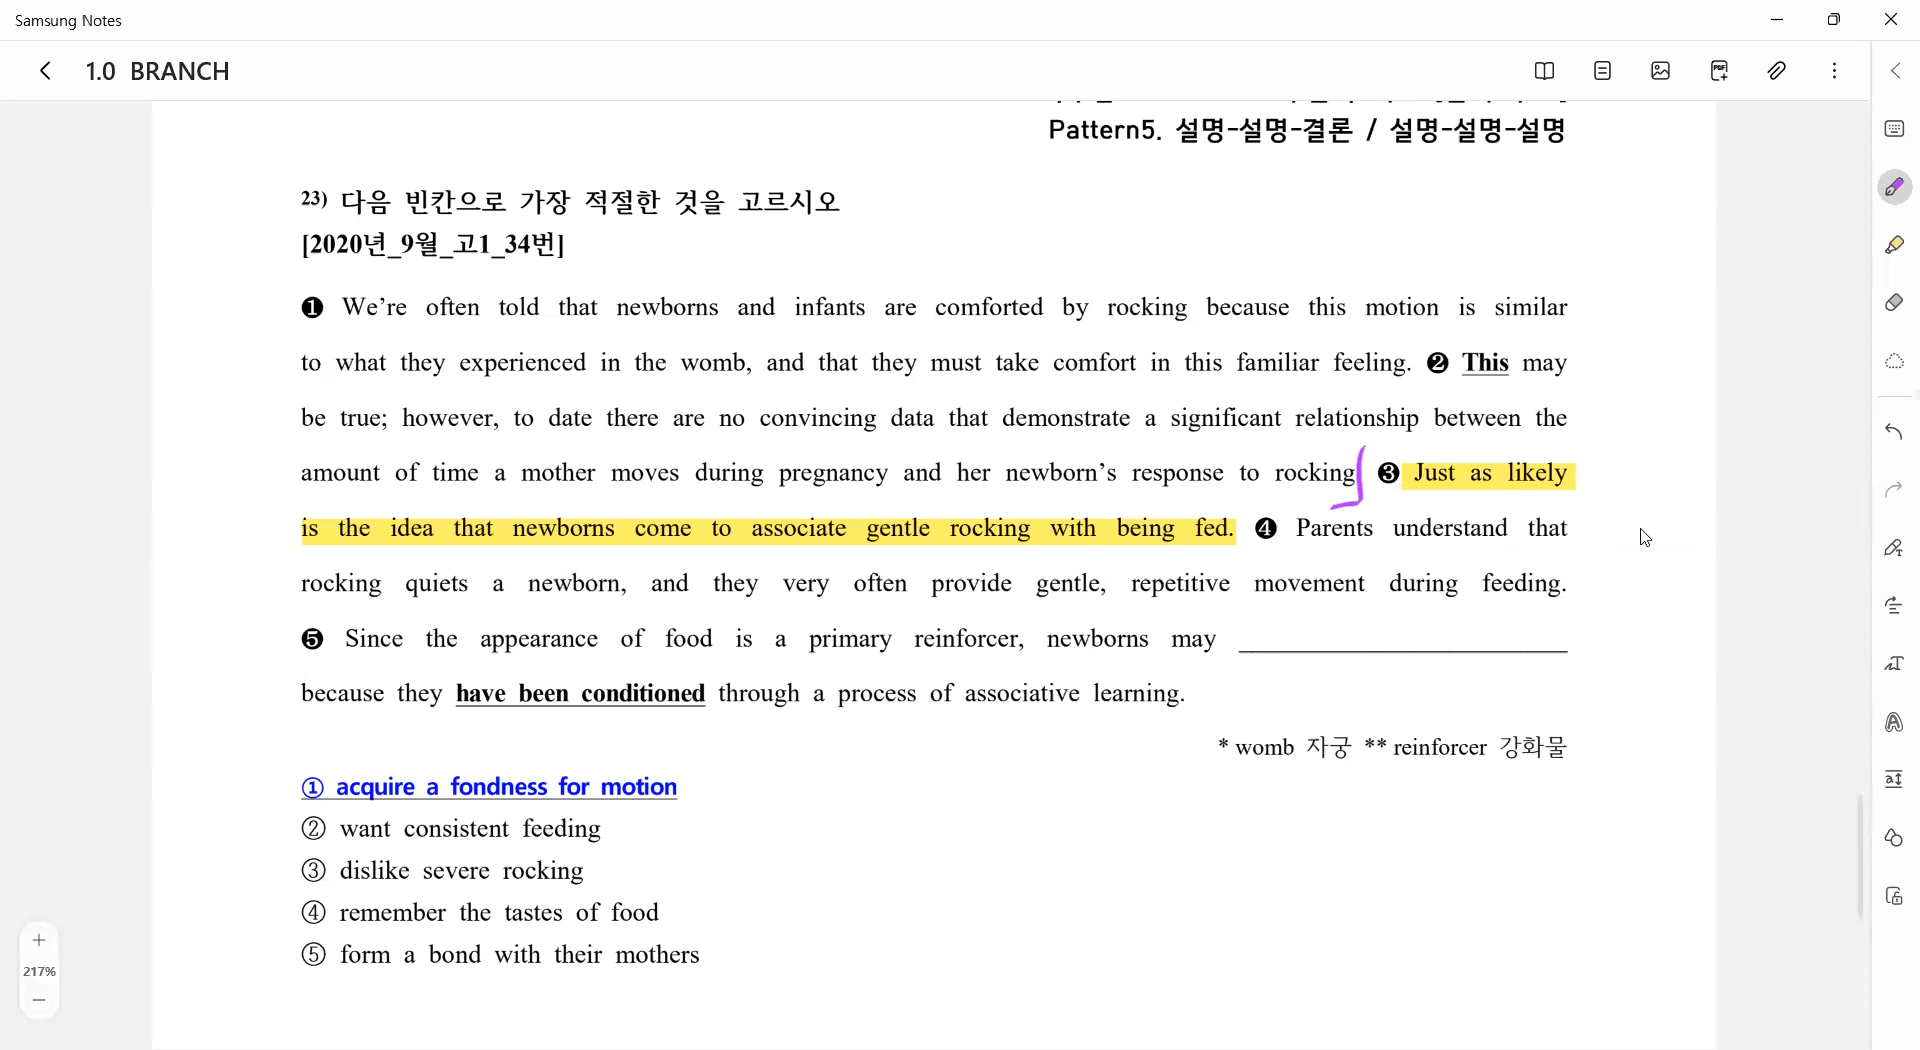 Samsung Notes
1.0 BRANCH
Pattern5. 설명-설명-결론 / 설명-설명-설명
23) 다음 빈칸으로 가장 적절한 것을 고르시오
[2020년_9월_고1_34번]
❶ We're often told that newborns and infants are comforted by rocking because this motion is similar
to what they experienced in the womb, and that they must take comfort in this familiar feeling. ❷ This may
be true; however, to date there are no convincing data that demonstrate a significant relationship between the
amount of time a mother moves during pregnancy and her newborn's response to rocking ❸ Just as likely
is the idea that newborns come to associate gentle rocking with being fed. ❹ Parents understand that
rocking quiets a newborn, and they very often provide gentle, repetitive movement during feeding.
❺ Since the appearance of food is a primary reinforcer, newborns may ____________________
because they have been conditioned through a process of associative learning.
* womb 자궁 ** reinforcer 강화물
① acquire a fondness for motion
② want consistent feeding
③ dislike severe rocking
④ remember the tastes of food
⑤ form a bond with their mothers
217%